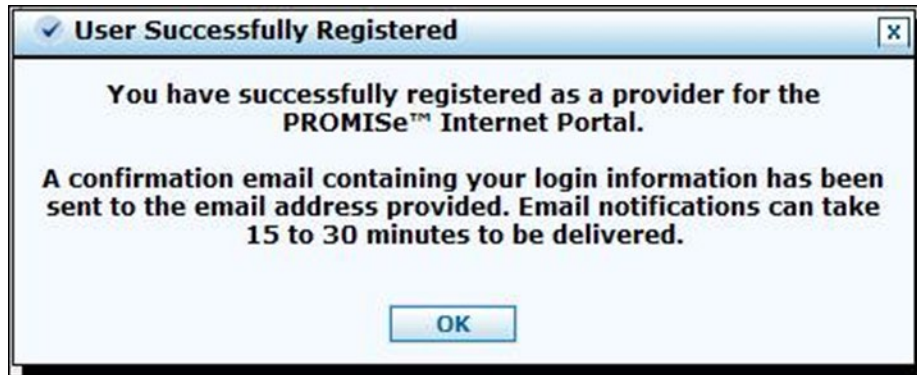 User Successfully Registered
x
You have successfully registered as a provider for the
PROMISe™ Internet Portal.
A confirmation email containing your login information has been
sent to the email address provided. Email notifications can take
15 to 30 minutes to be delivered.
OK